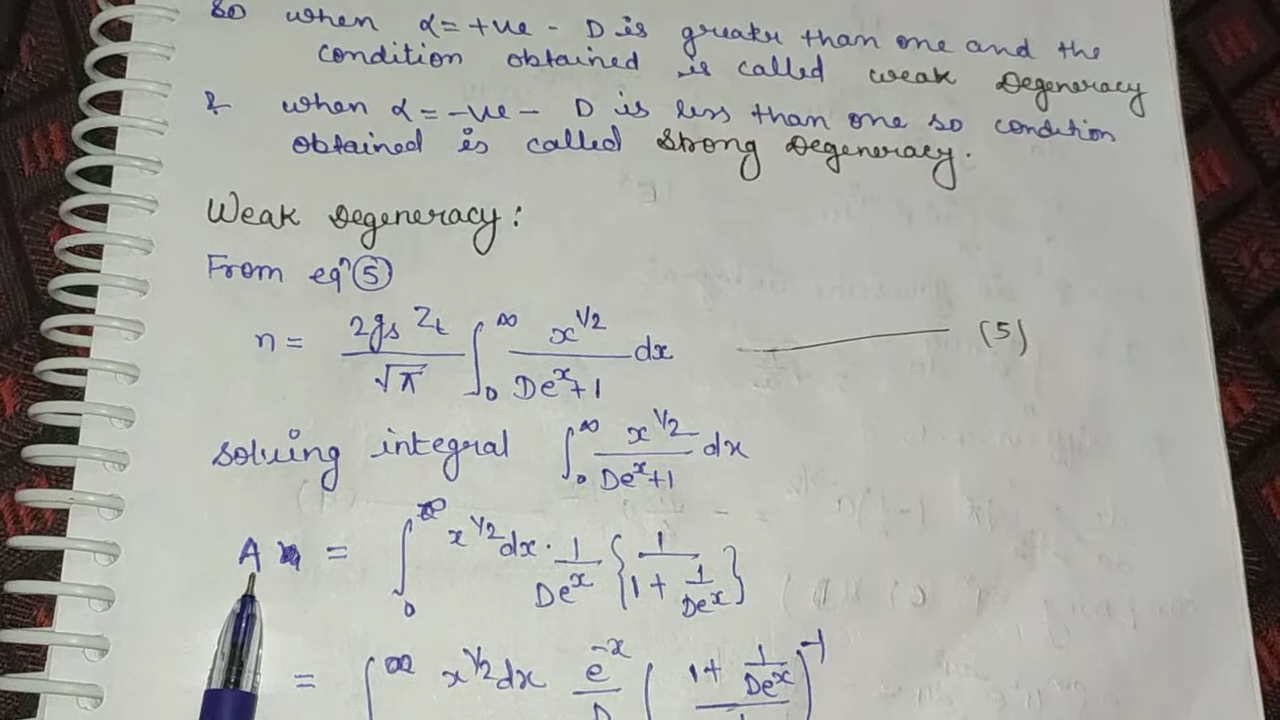 so when α = +ve - D is greater than one and the
condition obtained is called weak Degeneracy
& when α = -ve - D is less than one so condition
obtained is called strong Degeneracy.
Weak Degeneracy:
From eqⁿ ⑤
n = 2gs Zt / √π ∫₀^∞ x^1/2 / (De^x+1) dx ——— (5)
solving integral ∫₀^∞ x^1/2 / (De^x+1) dx
A = ∫₀^∞ x^1/2 dx · 1/(De^x) { 1 / (1 + 1/(De^x)) }
= ∫ ∞ x^1/2 dx e^-x / D ( 1 + 1/(De^x) )^-1